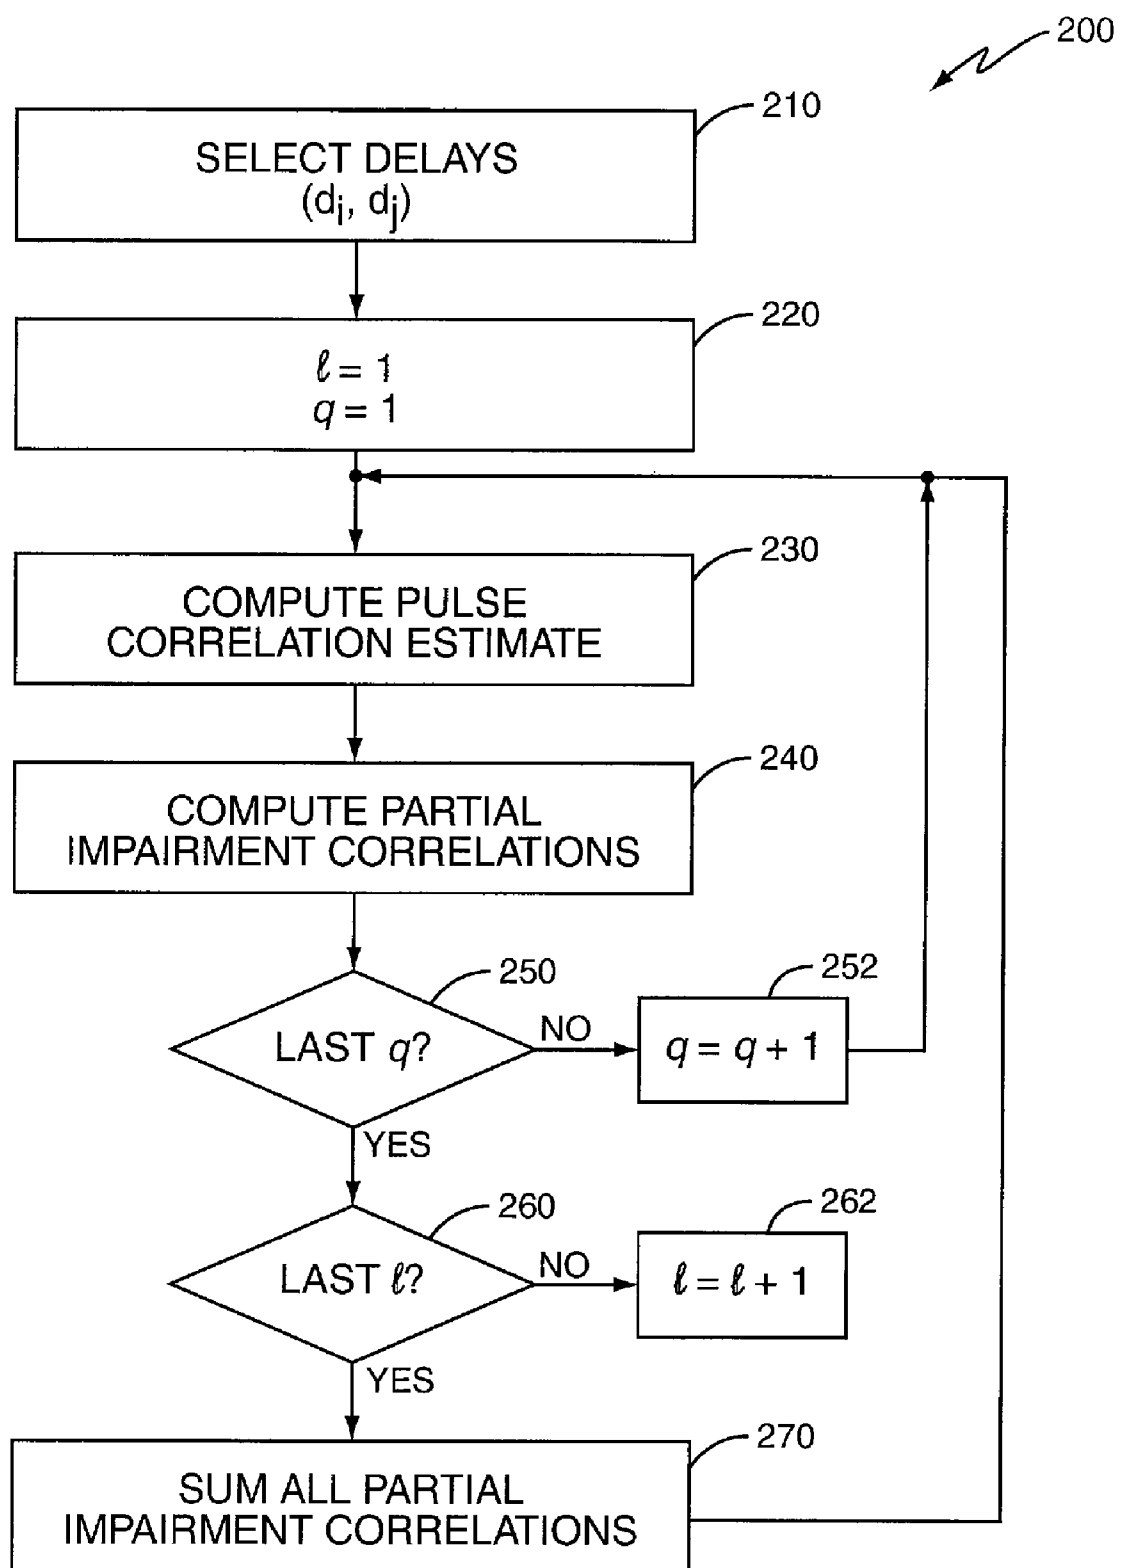 200
210
SELECT DELAYS
(di, dj)
220
ℓ = 1
q = 1
230
COMPUTE PULSE
CORRELATION ESTIMATE
240
COMPUTE PARTIAL
IMPAIRMENT CORRELATIONS
250
LAST q?
NO
252
q = q + 1
YES
260
LAST ℓ?
NO
262
ℓ = ℓ + 1
YES
270
SUM ALL PARTIAL
IMPAIRMENT CORRELATIONS